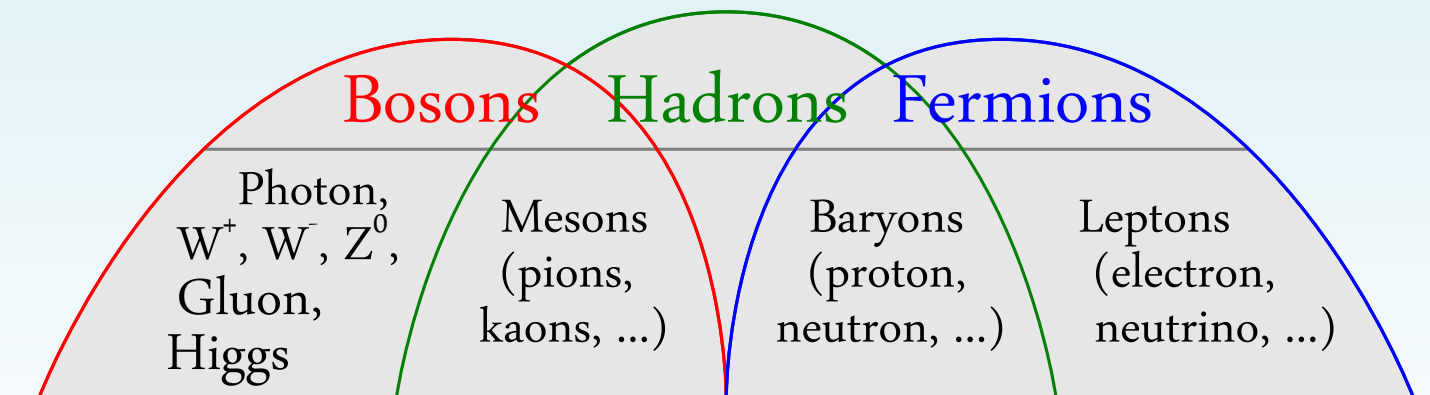 Bosons
Hadrons
Fermions
Photon,
W⁺, W⁻, Z⁰,
Gluon,
Higgs
Mesons
(pions,
kaons, ...)
Baryons
(proton,
neutron, ...)
Leptons
(electron,
neutrino, ...)